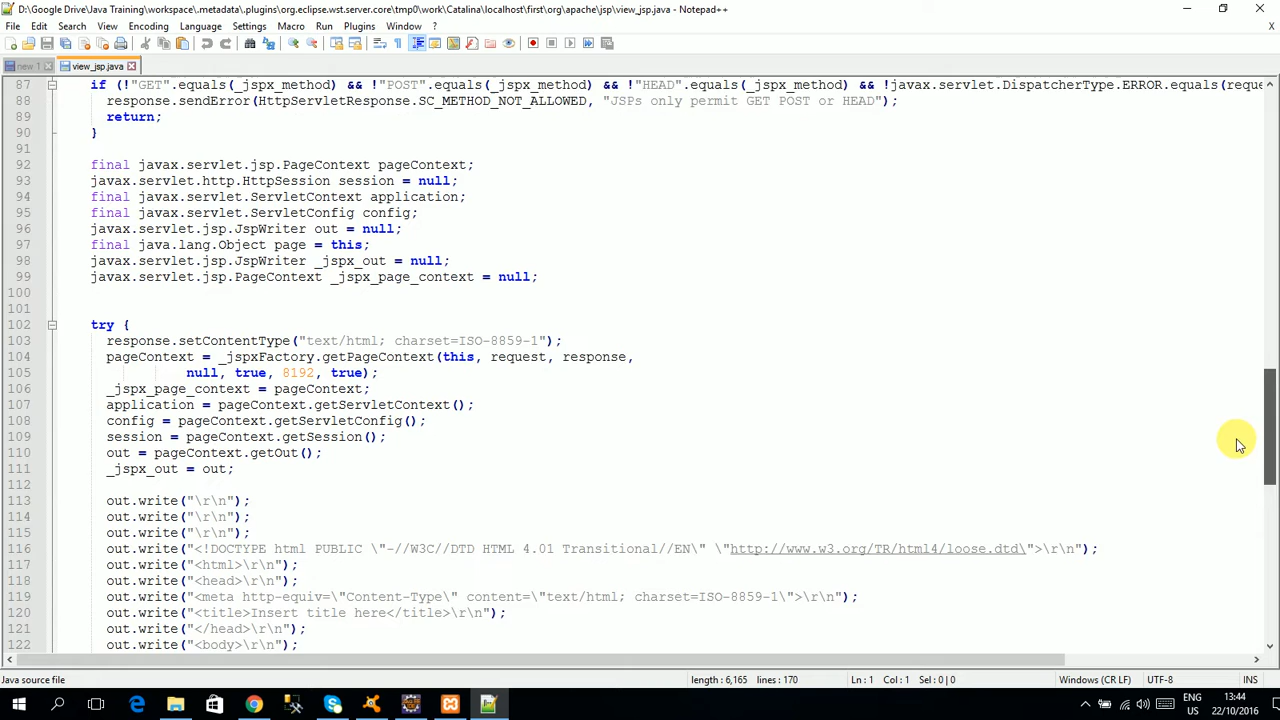 D:\Google Drive\Java Training\workspace\.metadata\.plugins\org.eclipse.wst.server.core\tmp0\work\Catalina\localhost\first\org\apache\jsp\view_jsp.java - Notepad++
File Edit Search View Encoding Language Settings Macro Run Plugins Window ?
new 1 view_jsp.java
87 if (!"GET".equals(_jspx_method) && !"POST".equals(_jspx_method) && !"HEAD".equals(_jspx_method) && !javax.servlet.DispatcherType.ERROR.equals(reque
88 response.sendError(HttpServletResponse.SC_METHOD_NOT_ALLOWED, "JSPs only permit GET POST or HEAD");
89 return;
90 }
91
92 final javax.servlet.jsp.PageContext pageContext;
93 javax.servlet.http.HttpSession session = null;
94 final javax.servlet.ServletContext application;
95 final javax.servlet.ServletConfig config;
96 javax.servlet.jsp.JspWriter out = null;
97 final java.lang.Object page = this;
98 javax.servlet.jsp.JspWriter _jspx_out = null;
99 javax.servlet.jsp.PageContext _jspx_page_context = null;
100
101
102 try {
103 response.setContentType("text/html; charset=ISO-8859-1");
104 pageContext = _jspxFactory.getPageContext(this, request, response,
105 null, true, 8192, true);
106 _jspx_page_context = pageContext;
107 application = pageContext.getServletContext();
108 config = pageContext.getServletConfig();
109 session = pageContext.getSession();
110 out = pageContext.getOut();
111 _jspx_out = out;
112
113 out.write("\r\n");
114 out.write("\r\n");
115 out.write("\r\n");
116 out.write("<!DOCTYPE html PUBLIC \"-//W3C//DTD HTML 4.01 Transitional//EN\" \"http://www.w3.org/TR/html4/loose.dtd\">\r\n");
117 out.write("<html>\r\n");
118 out.write("<head>\r\n");
119 out.write("<meta http-equiv=\"Content-Type\" content=\"text/html; charset=ISO-8859-1\">\r\n");
120 out.write("<title>Insert title here</title>\r\n");
121 out.write("</head>\r\n");
122 out.write("<body>\r\n");
Java source file length : 6,165 lines : 170 Ln : 1 Col : 1 Sel : 0 | 0 Windows (CR LF) UTF-8 INS
ENG 13:44
US 22/10/2016